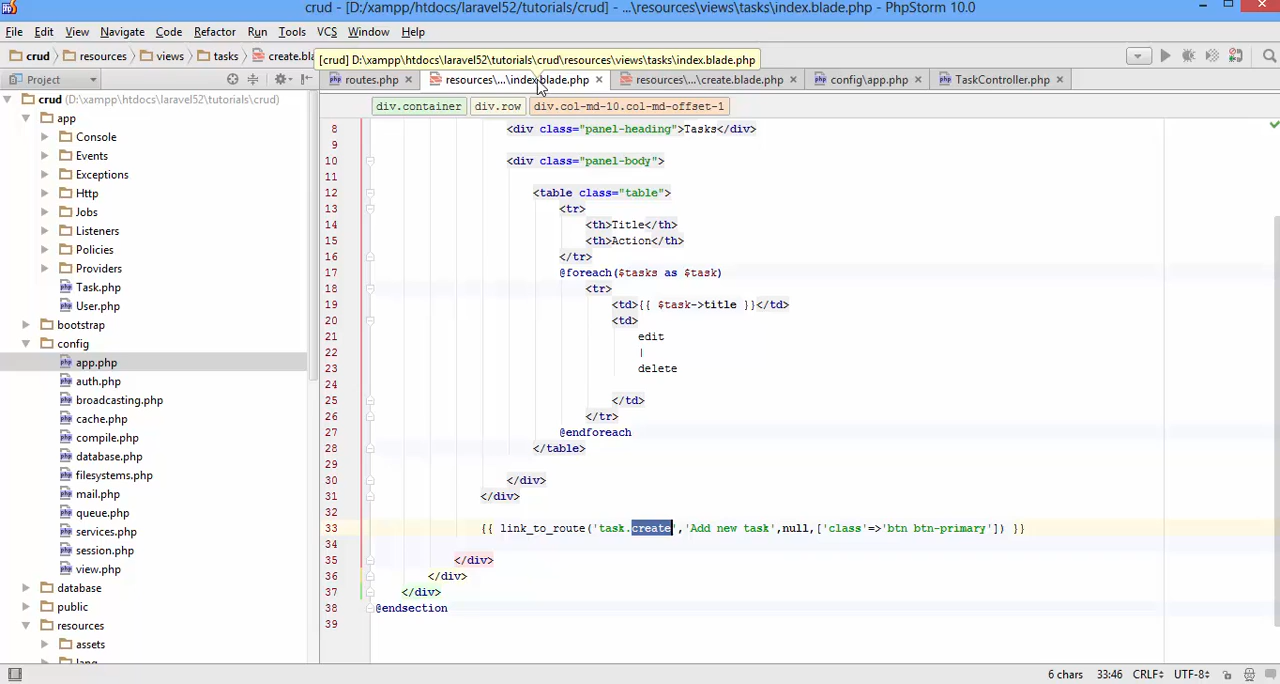 crud - [D:/xampp/htdocs/laravel52/tutorials/crud] - ...\resources\views\tasks\index.blade.php - PhpStorm 10.0
File Edit View Navigate Code Refactor Run Tools VCS Window Help
crud resources views tasks
[crud] D:\xampp\htdocs\laravel52\tutorials\crud\resources\views\tasks\index.blade.php
Project
routes.php resources\...\index.blade.php resources\...\create.blade.php config\app.php TaskController.php
crud (D:\xampp\htdocs\laravel52\tutorials\crud)
app
Console
Events
Exceptions
Http
Jobs
Listeners
Policies
Providers
Task.php
User.php
bootstrap
config
app.php
auth.php
broadcasting.php
cache.php
compile.php
database.php
filesystems.php
mail.php
queue.php
services.php
session.php
view.php
database
public
resources
assets
lang
div.container div.row div.col-md-10.col-md-offset-1
8 <div class="panel-heading">Tasks</div>
9
10 <div class="panel-body">
11
12 <table class="table">
13 <tr>
14 <th>Title</th>
15 <th>Action</th>
16 </tr>
17 @foreach($tasks as $task)
18 <tr>
19 <td>{{ $task->title }}</td>
20 <td>
21 edit
22 |
23 delete
24
25 </td>
26 </tr>
27 @endforeach
28 </table>
29
30 </div>
31 </div>
32
33 {{ link_to_route('task.create','Add new task',null,['class'=>'btn btn-primary']) }}
34
35 </div>
36 </div>
37 </div>
38 @endsection
39
6 chars 33:46 CRLF UTF-8